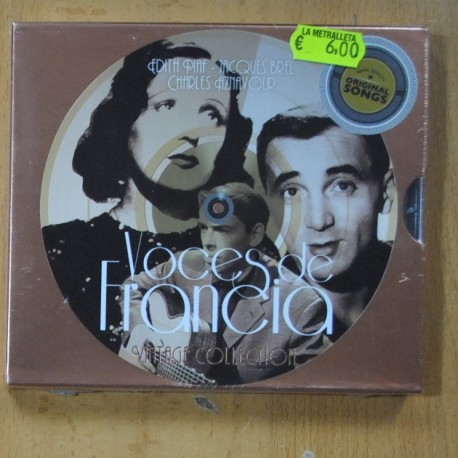 LA METRALLETA
€ 6,00
EDITH PIAF - JACQUES BREL
CHARLES AZNAVOUR
ORIGINAL
SONGS
Voces de
Francia
VINTAGE COLLECTION